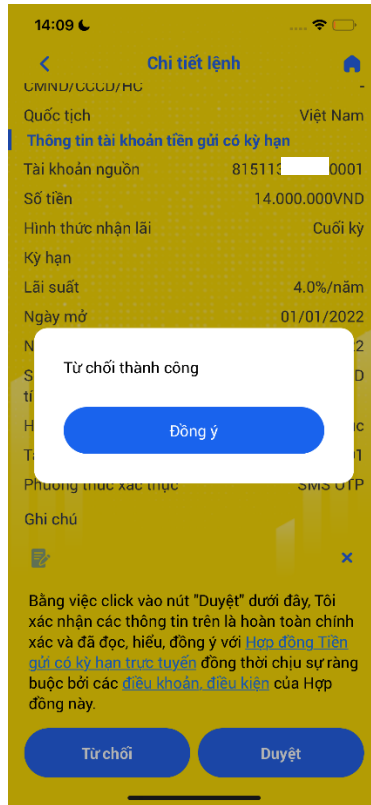 14:09
Chi tiết lệnh
CMND/CCCD/HC -
Quốc tịch Việt Nam
Thông tin tài khoản tiền gửi có kỳ hạn
Tài khoản nguồn 815113 0001
Số tiền 14.000.000VND
Hình thức nhận lãi Cuối kỳ
Kỳ hạn
Lãi suất 4.0%/năm
Ngày mở 01/01/2022
Từ chối thành công
Đồng ý
Phương thức xác thực SMS OTP
Ghi chú
Bằng việc click vào nút "Duyệt" dưới đây, Tôi
xác nhận các thông tin trên là hoàn toàn chính
xác và đã đọc, hiểu, đồng ý với Hợp đồng Tiền
gửi có kỳ hạn trực tuyến đồng thời chịu sự ràng
buộc bởi các điều khoản, điều kiện của Hợp
đồng này.
Từ chối Duyệt